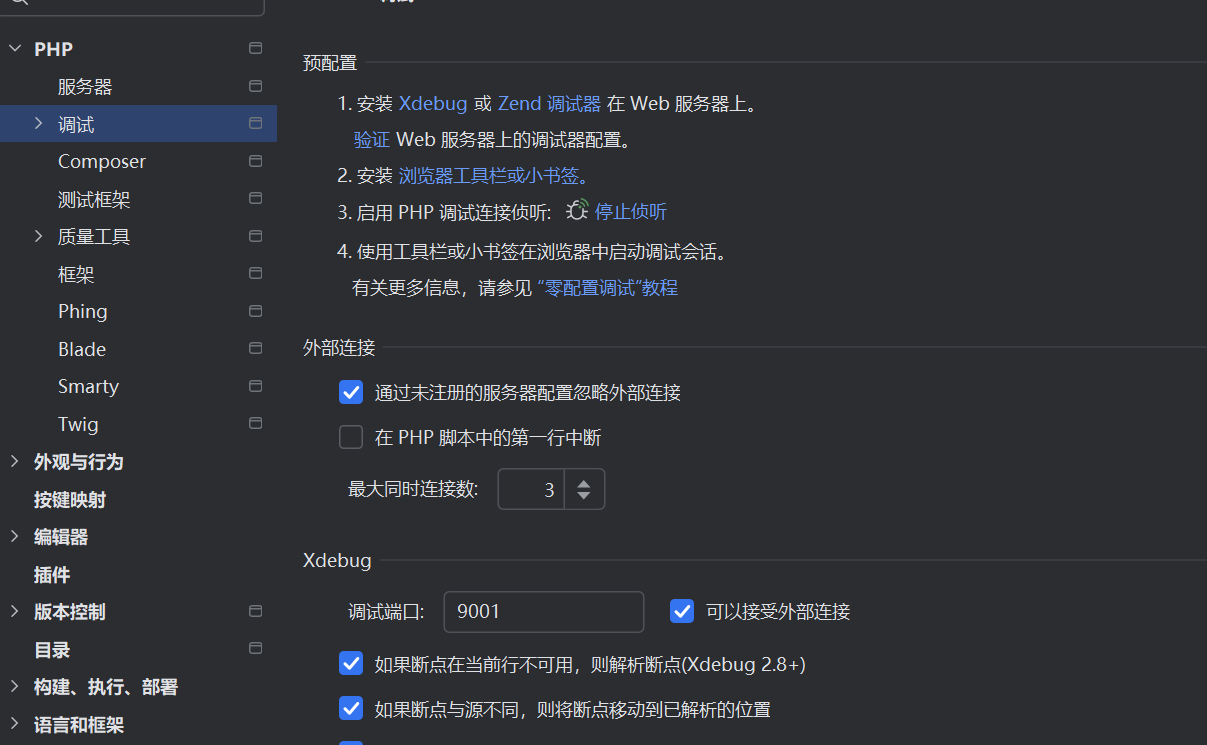 PHP
服务器
调试
Composer
测试框架
质量工具
框架
Phing
Blade
Smarty
Twig
外观与行为
按键映射
编辑器
插件
版本控制
目录
构建、执行、部署
语言和框架
预配置
1. 安装 Xdebug 或 Zend 调试器 在 Web 服务器上。
验证 Web 服务器上的调试器配置。
2. 安装 浏览器工具栏或小书签。
3. 启用 PHP 调试连接侦听: 停止侦听
4. 使用工具栏或小书签在浏览器中启动调试会话。
有关更多信息，请参见 “零配置调试”教程
外部连接
通过未注册的服务器配置忽略外部连接
在 PHP 脚本中的第一行中断
最大同时连接数: 3
Xdebug
调试端口: 9001 可以接受外部连接
如果断点在当前行不可用，则解析断点(Xdebug 2.8+)
如果断点与源不同，则将断点移动到已解析的位置